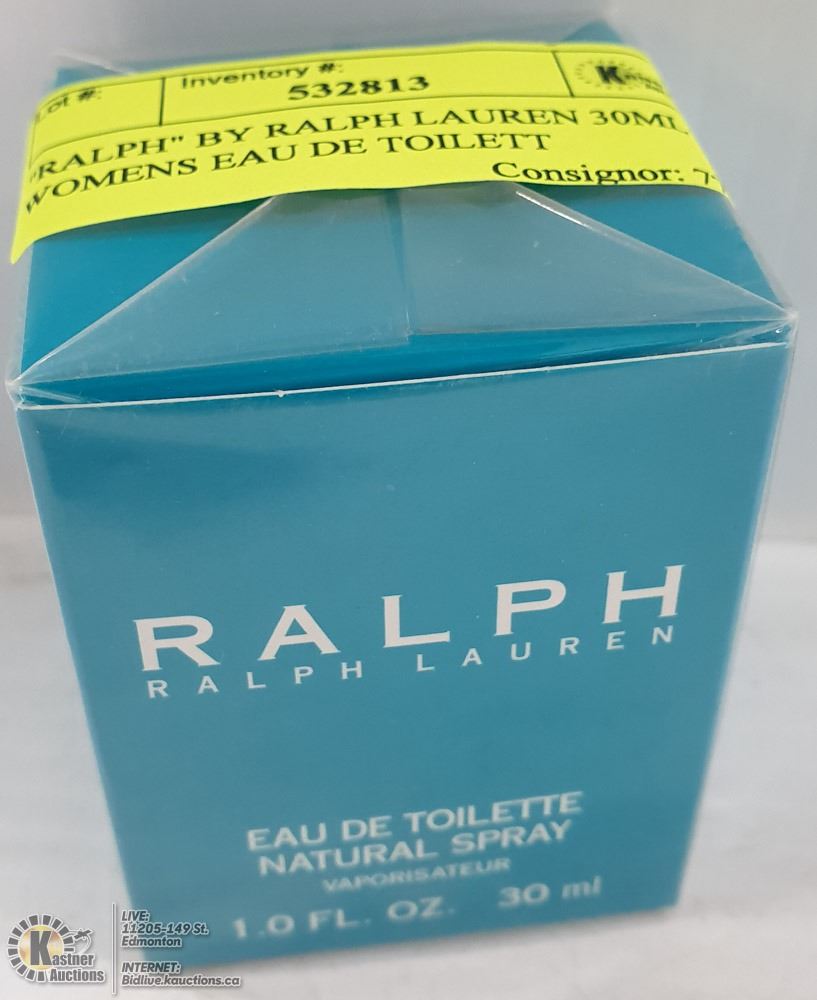 Lot #:
Inventory #:
532813
"RALPH" BY RALPH LAUREN 30ML
WOMENS EAU DE TOILETT
Consignor:
RALPH
RALPH LAUREN
EAU DE TOILETTE
NATURAL SPRAY
VAPORISATEUR
1.0 FL. OZ. 30 ml
Kastner
Auctions
LIVE:
11205-149 St.
Edmonton
INTERNET:
Bidlive.kauctions.ca